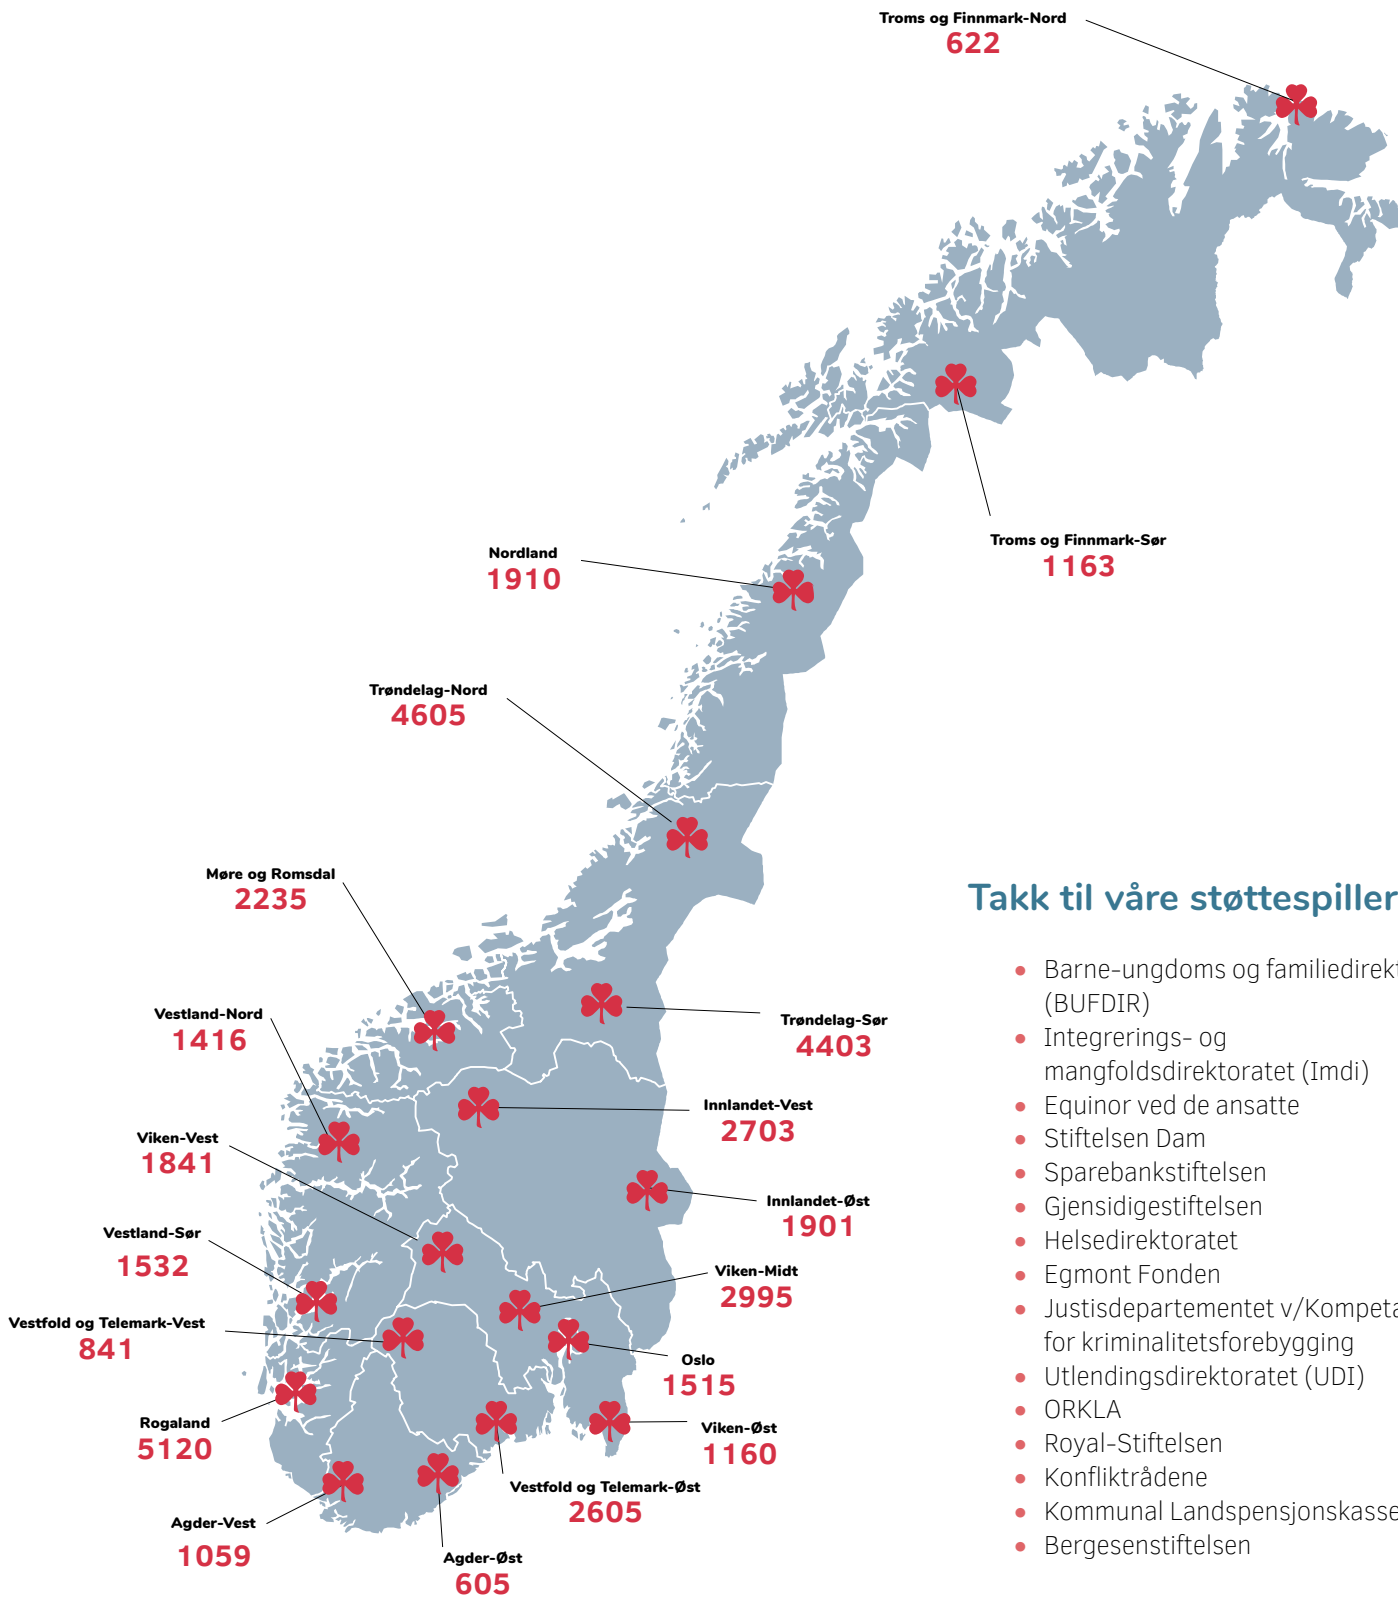 Troms og Finnmark-Nord
622
Troms og Finnmark-Sør
1163
Nordland
1910
Trøndelag-Nord
4605
Møre og Romsdal
2235
Trøndelag-Sør
4403
Vestland-Nord
1416
Innlandet-Vest
2703
Viken-Vest
1841
Innlandet-Øst
1901
Vestland-Sør
1532
Viken-Midt
2995
Vestfold og Telemark-Vest
841
Oslo
1515
Rogaland
5120
Viken-Øst
1160
Vestfold og Telemark-Øst
2605
Agder-Vest
1059
Agder-Øst
605
Takk til våre støttespiller
• Barne-ungdoms og familiedirekt
(BUFDIR)
• Integrerings- og
mangfoldsdirektoratet (Imdi)
• Equinor ved de ansatte
• Stiftelsen Dam
• Sparebankstiftelsen
• Gjensidigestiftelsen
• Helsedirektoratet
• Egmont Fonden
• Justisdepartementet v/Kompeta
for kriminalitetsforebygging
• Utlendingsdirektoratet (UDI)
• ORKLA
• Royal-Stiftelsen
• Konfliktrådene
• Kommunal Landspensjonskasse
• Bergesenstiftelsen